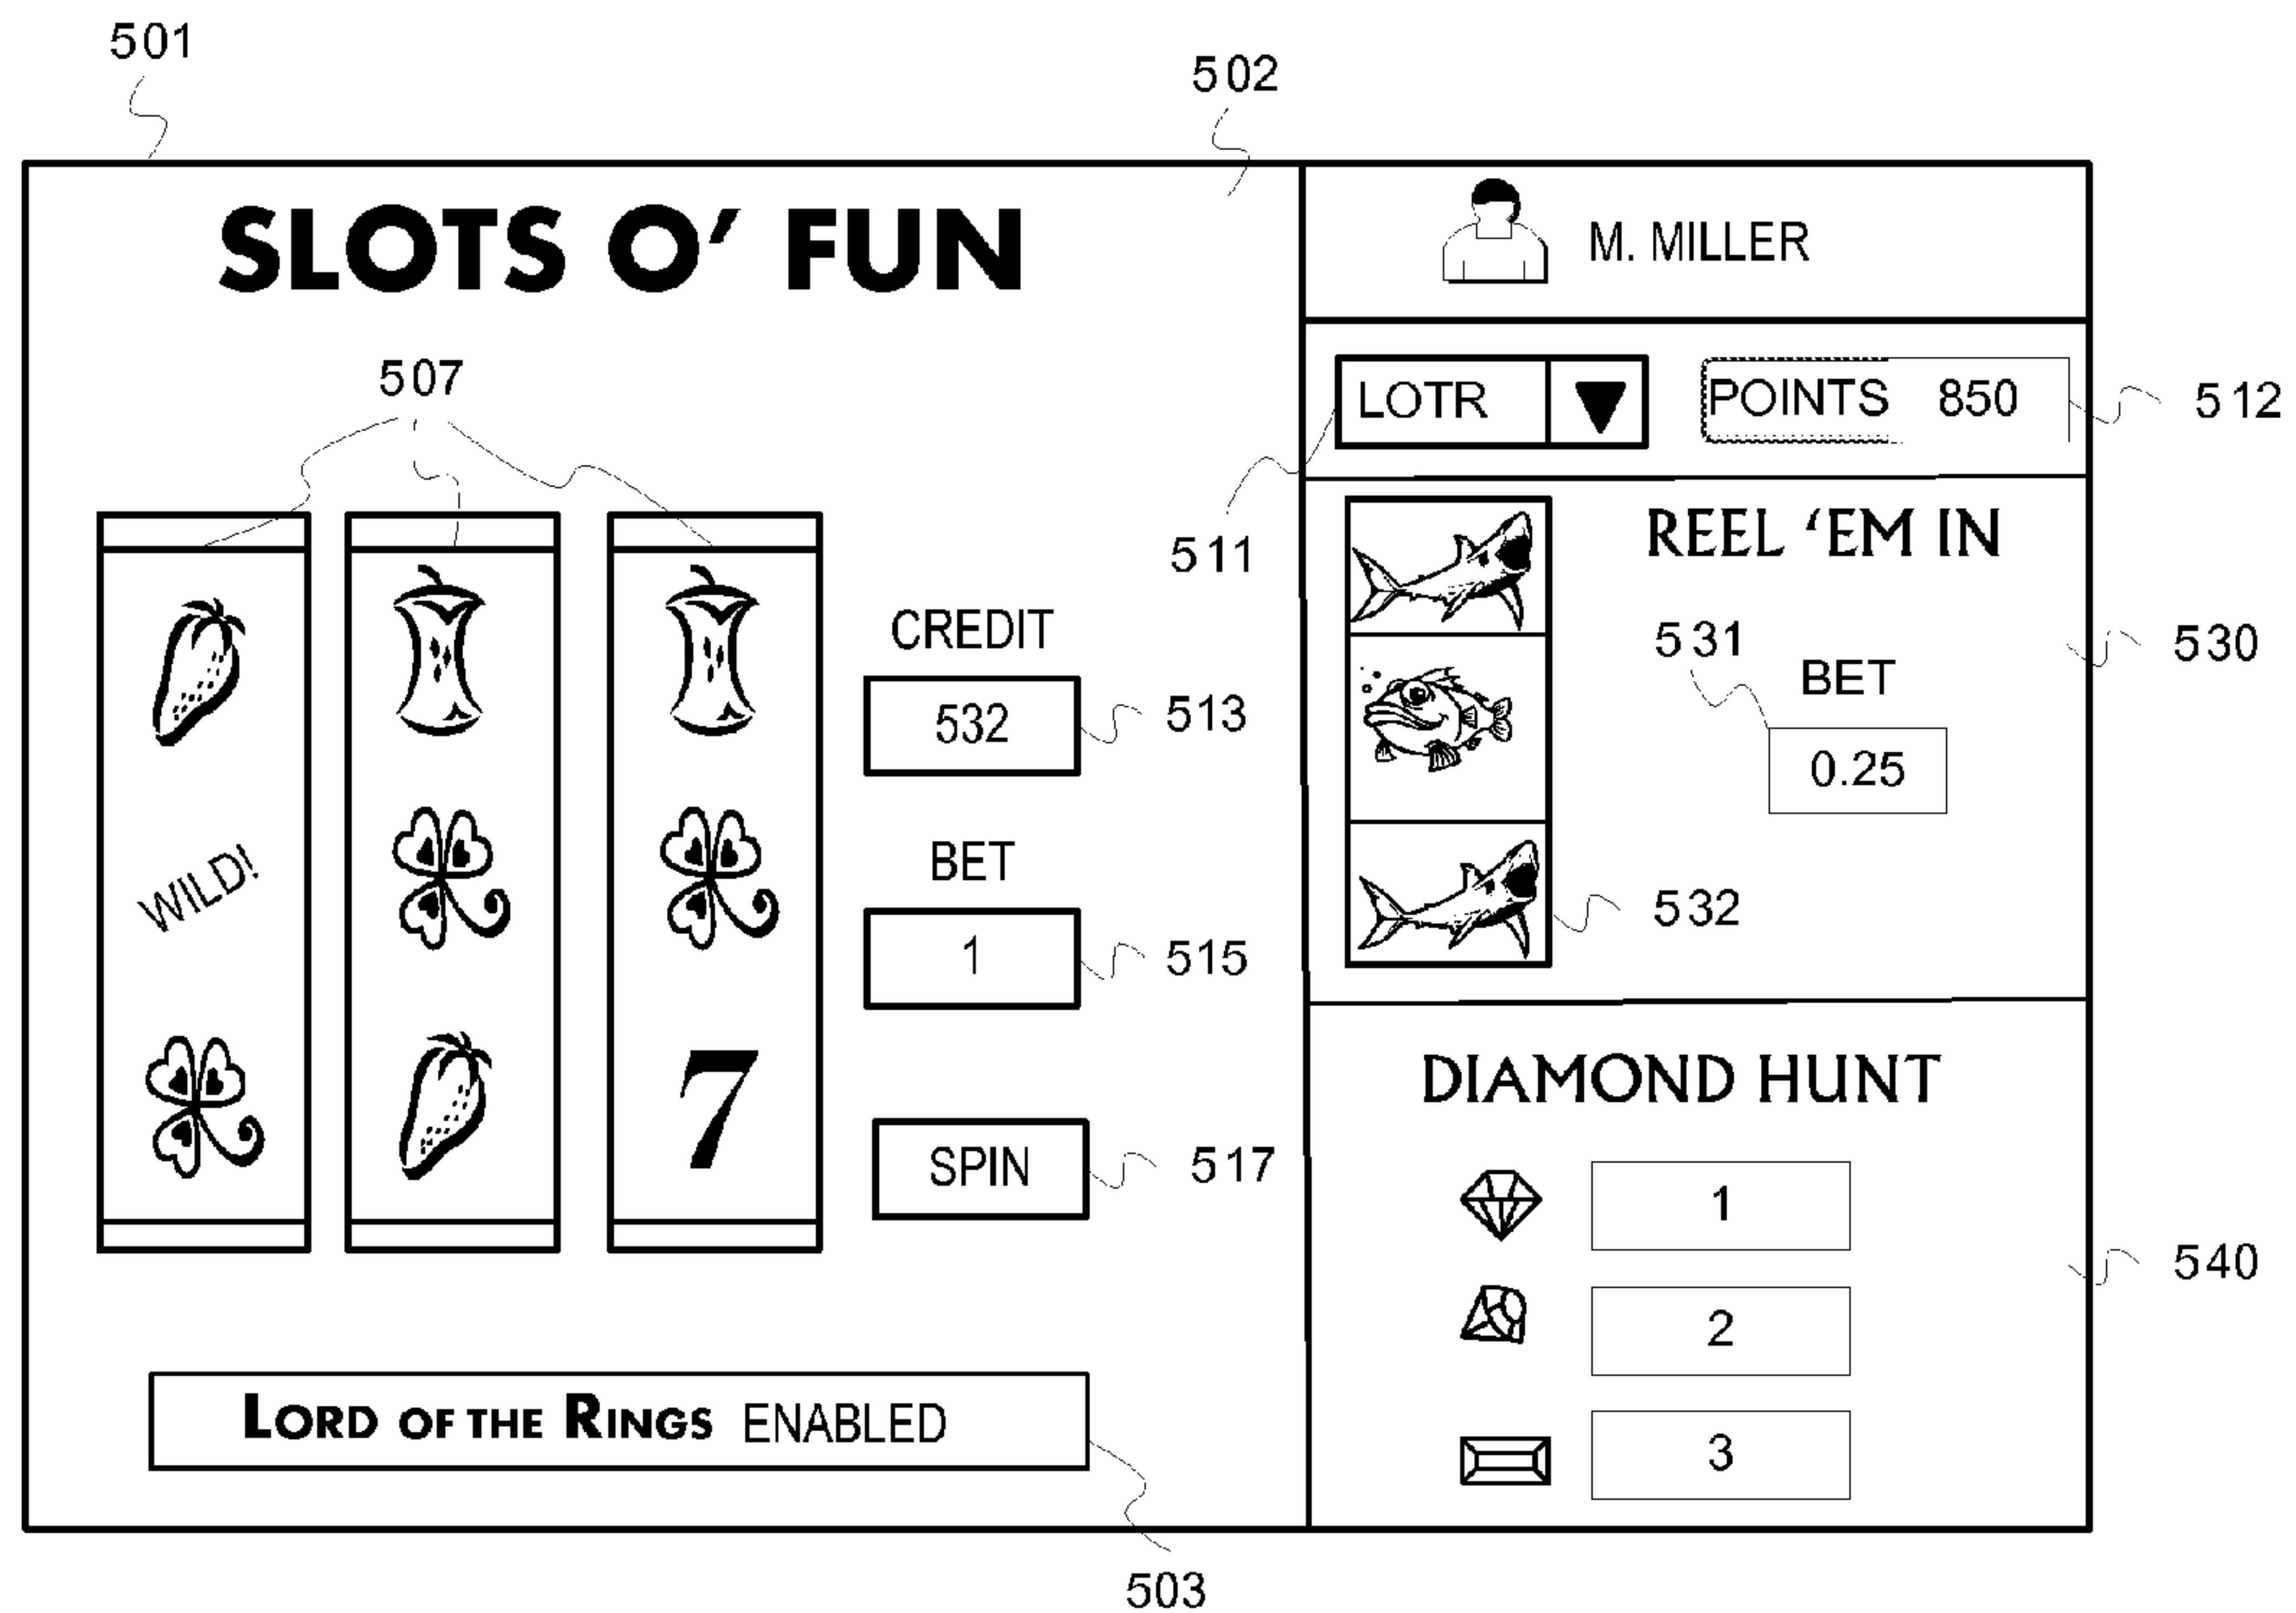 501
502
SLOTS O' FUN
M. MILLER
507
LOTR
POINTS 850
512
511
REEL 'EM IN
CREDIT
531
530
BET
532
513
0.25
WILD!
BET
532
1
515
DIAMOND HUNT
7
SPIN
517
1
540
2
LORD OF THE RINGS ENABLED
3
503